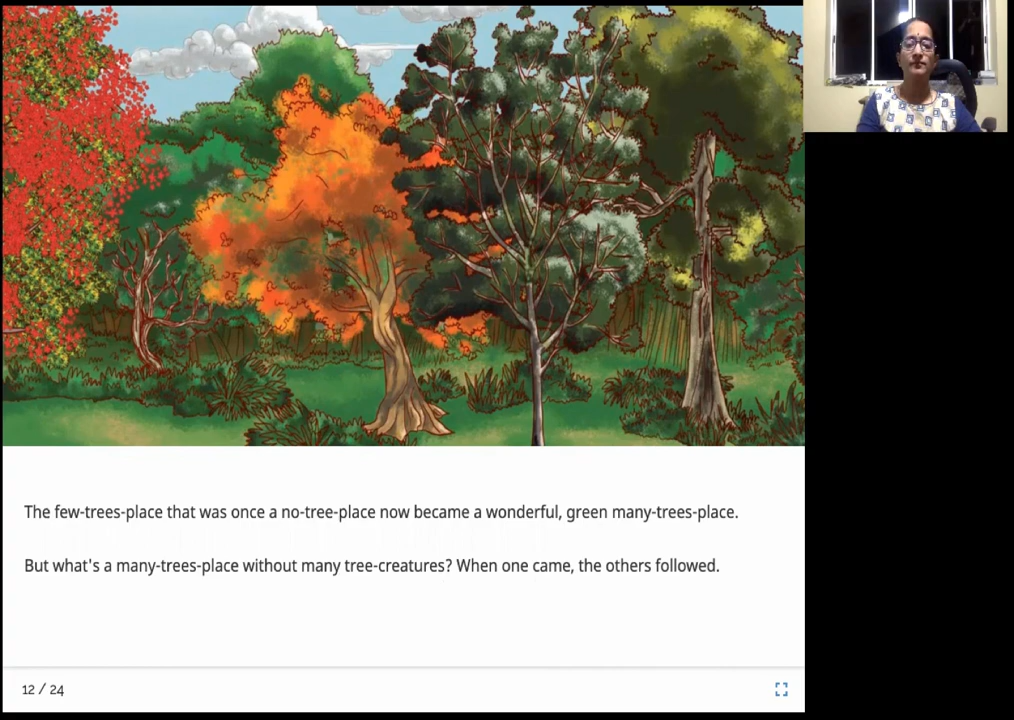 The few-trees-place that was once a no-tree-place now became a wonderful, green many-trees-place.
But what's a many-trees-place without many tree-creatures? When one came, the others followed.
12 / 24